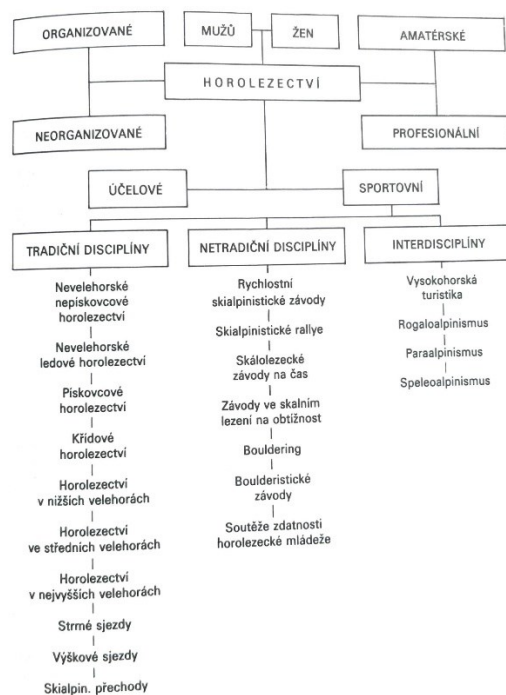 ORGANIZOVANÉ
MUŽŮ
ŽEN
AMATÉRSKÉ
HOROLEZECTVÍ
NEORGANIZOVANÉ
PROFESIONÁLNÍ
ÚČELOVÉ
SPORTOVNÍ
TRADIČNÍ DISCIPLÍNY
NETRADIČNÍ DISCIPLÍNY
INTERDISCIPLÍNY
Nevelehorské
nepískovcové
horolezectví
Nevelehorské
ledové horolezectví
Pískovcové
horolezectví
Křídové
horolezectví
Horolezectví
v nižších velehorách
Horolezectví
ve středních velehorách
Horolezectví
v nejvyšších velehorách
Strmé sjezdy
Výškové sjezdy
Skialpin. přechody
Rychlostní
skialpinistické závody
Skialpinistické rallye
Skálolezecké
závody na čas
Závody ve skalním
lezení na obtížnost
Bouldering
Boulderistické
závody
Soutěže zdatnosti
horolezecké mládeže
Vysokohorská
turistika
Rogaloalpinismus
Paraalpinismus
Speleoalpinismus